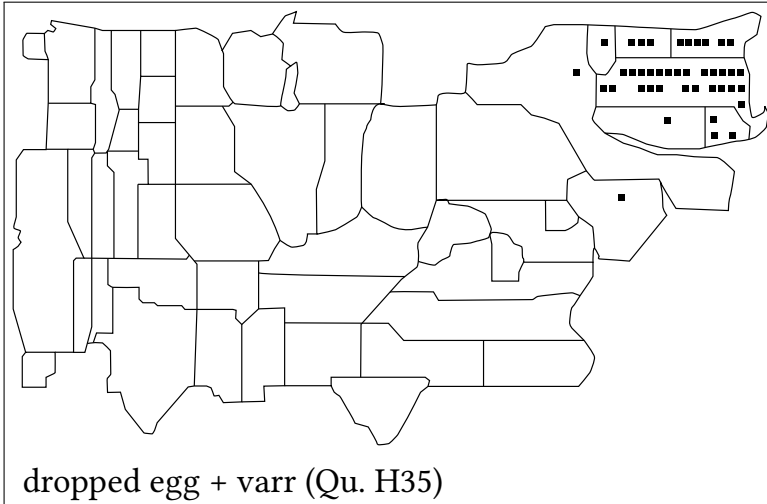 dropped egg + varr (Qu. H35)